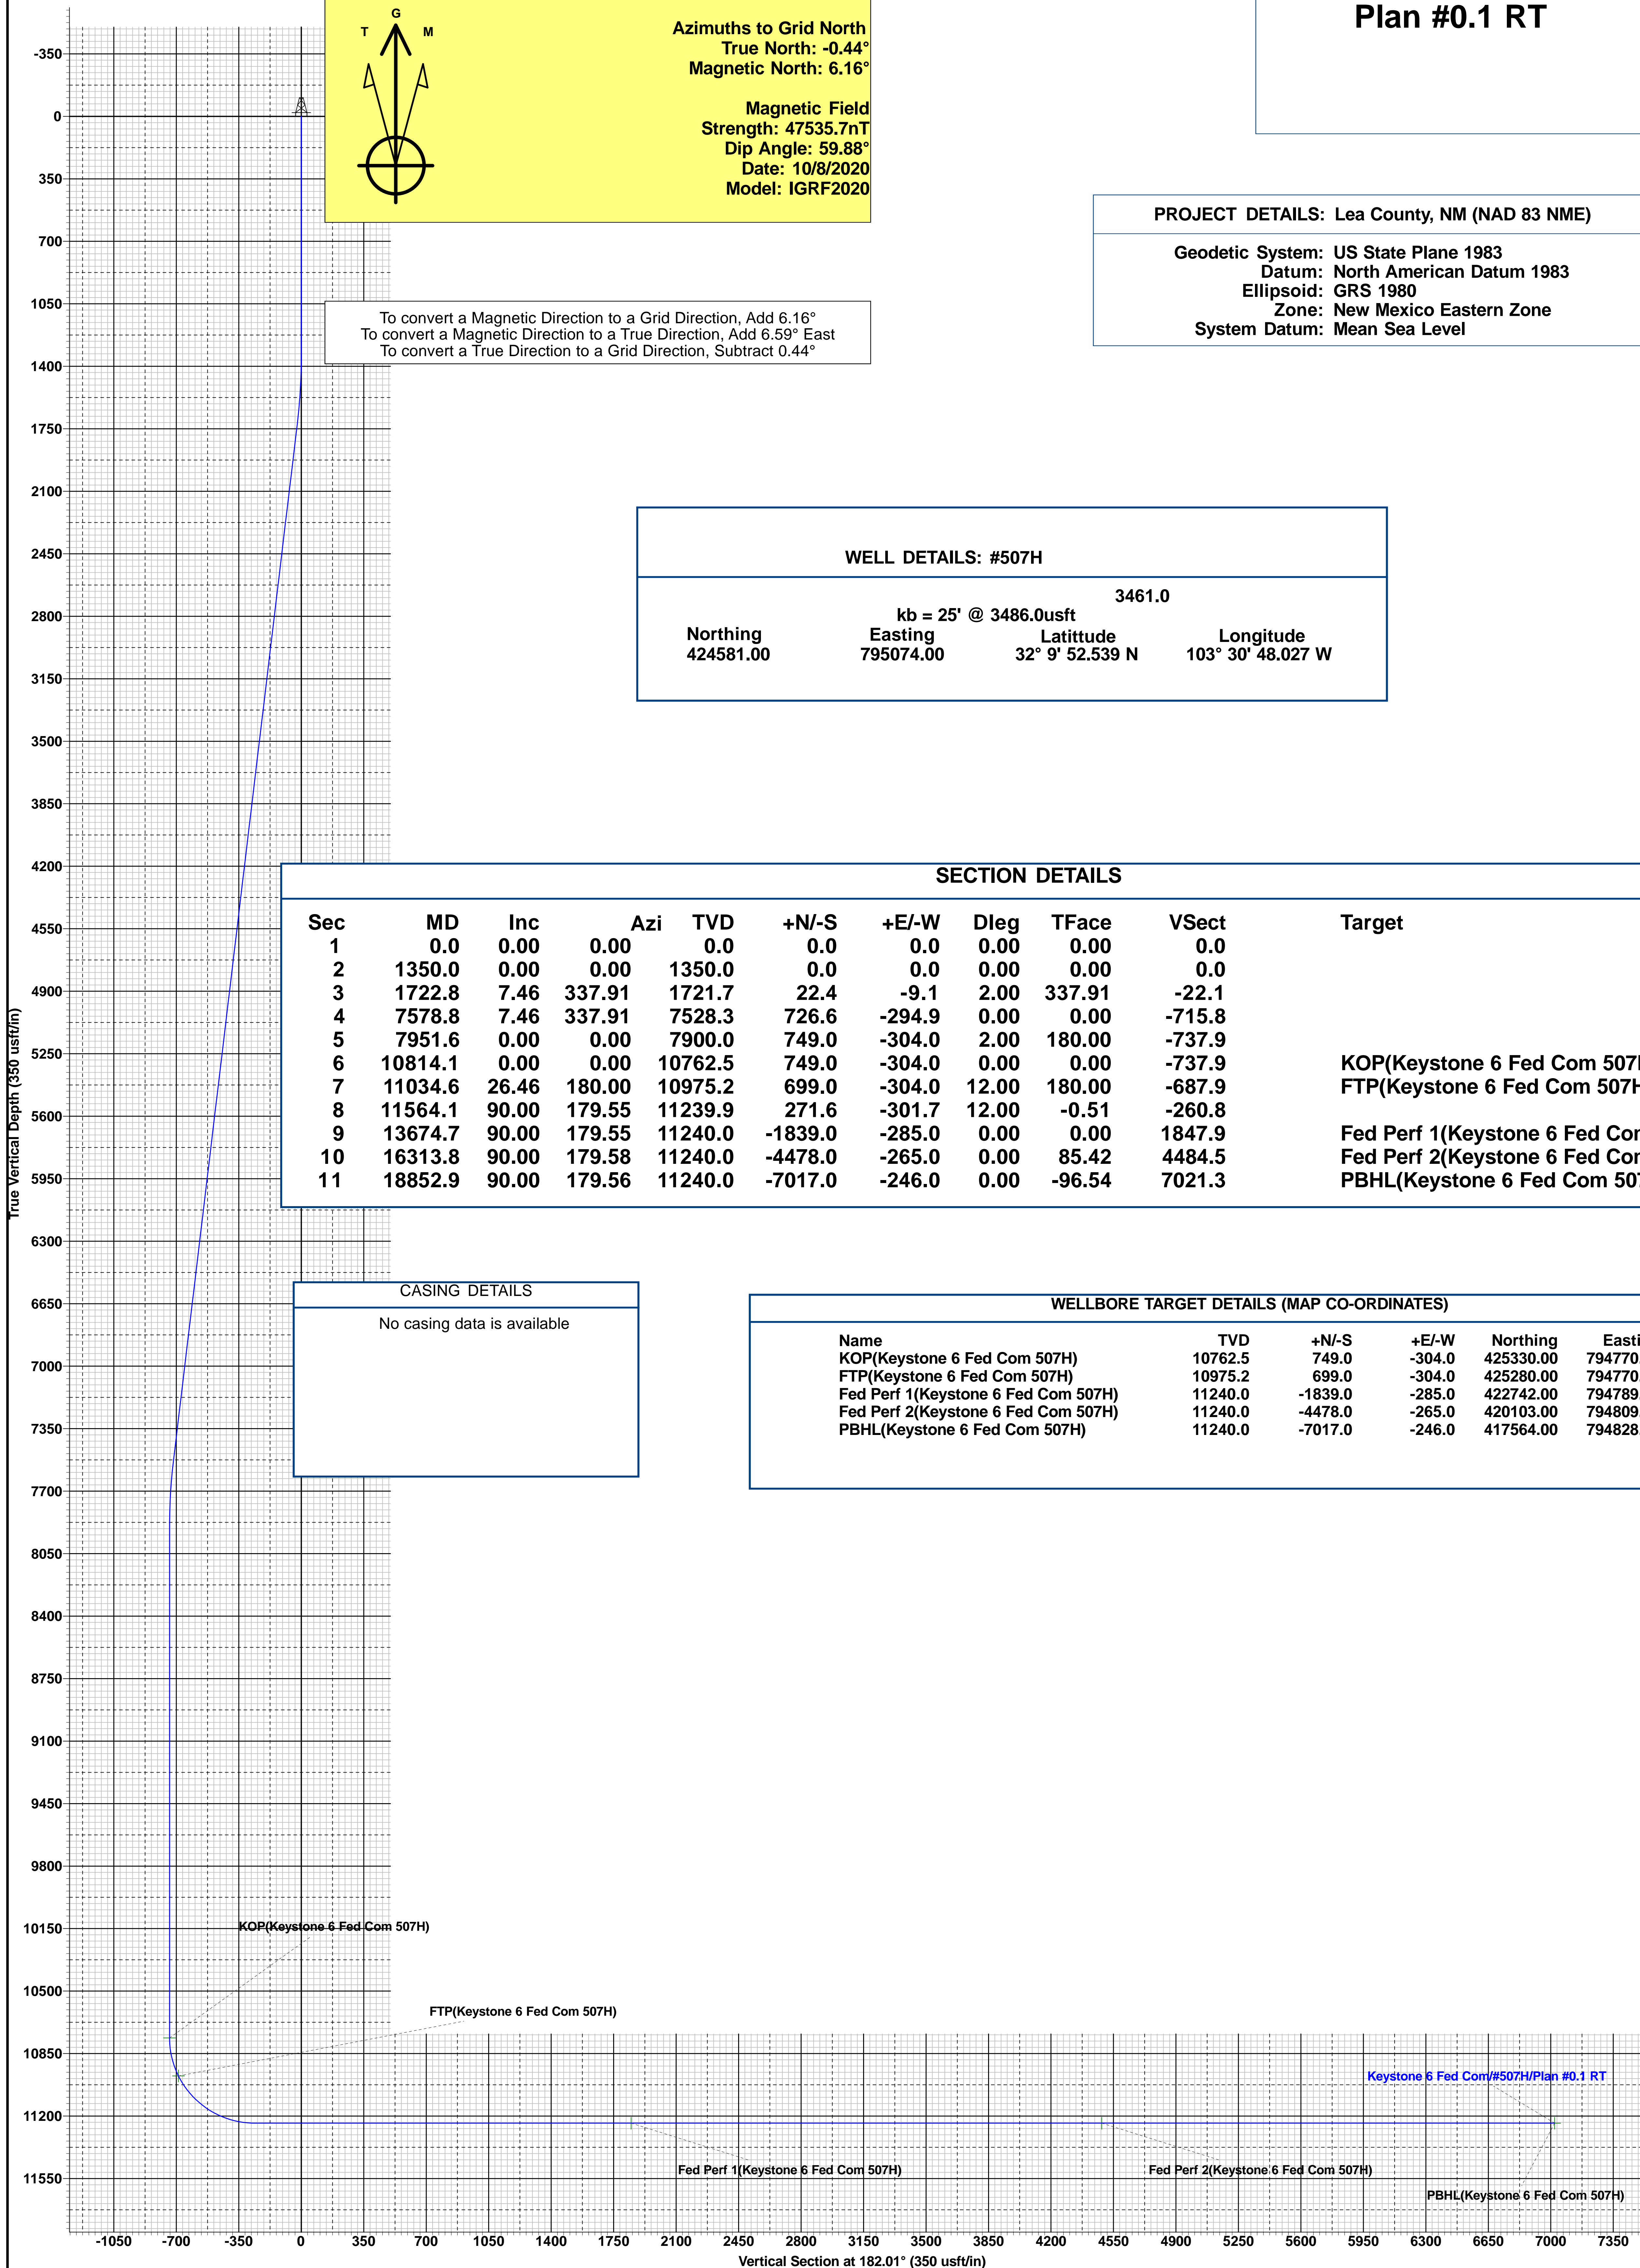 Plan #0.1 RT
G
T M
Azimuths to Grid North
True North: -0.44°
Magnetic North: 6.16°
Magnetic Field
Strength: 47535.7nT
Dip Angle: 59.88°
Date: 10/8/2020
Model: IGRF2020
PROJECT DETAILS: Lea County, NM (NAD 83 NME)
Geodetic System: US State Plane 1983
Datum: North American Datum 1983
Ellipsoid: GRS 1980
Zone: New Mexico Eastern Zone
System Datum: Mean Sea Level
To convert a Magnetic Direction to a Grid Direction, Add 6.16°
To convert a Magnetic Direction to a True Direction, Add 6.59° East
To convert a True Direction to a Grid Direction, Subtract 0.44°
WELL DETAILS: #507H
3461.0
kb = 25' @ 3486.0usft
Northing Easting Latittude Longitude
424581.00 795074.00 32° 9' 52.539 N 103° 30' 48.027 W
SECTION DETAILS
Sec MD Inc Azi TVD +N/-S +E/-W Dleg TFace VSect Target
1 0.0 0.00 0.00 0.0 0.0 0.0 0.00 0.00 0.0
2 1350.0 0.00 0.00 1350.0 0.0 0.0 0.00 0.00 0.0
3 1722.8 7.46 337.91 1721.7 22.4 -9.1 2.00 337.91 -22.1
4 7578.8 7.46 337.91 7528.3 726.6 -294.9 0.00 0.00 -715.8
5 7951.6 0.00 0.00 7900.0 749.0 -304.0 2.00 180.00 -737.9
6 10814.1 0.00 0.00 10762.5 749.0 -304.0 0.00 0.00 -737.9 KOP(Keystone 6 Fed Com 507H
7 11034.6 26.46 180.00 10975.2 699.0 -304.0 12.00 180.00 -687.9 FTP(Keystone 6 Fed Com 507H
8 11564.1 90.00 179.55 11239.9 271.6 -301.7 12.00 -0.51 -260.8
9 13674.7 90.00 179.55 11240.0 -1839.0 -285.0 0.00 0.00 1847.9 Fed Perf 1(Keystone 6 Fed Com
10 16313.8 90.00 179.58 11240.0 -4478.0 -265.0 0.00 85.42 4484.5 Fed Perf 2(Keystone 6 Fed Com
11 18852.9 90.00 179.56 11240.0 -7017.0 -246.0 0.00 -96.54 7021.3 PBHL(Keystone 6 Fed Com 507
CASING DETAILS
No casing data is available
WELLBORE TARGET DETAILS (MAP CO-ORDINATES)
Name TVD +N/-S +E/-W Northing Easti
KOP(Keystone 6 Fed Com 507H) 10762.5 749.0 -304.0 425330.00 794770.
FTP(Keystone 6 Fed Com 507H) 10975.2 699.0 -304.0 425280.00 794770.
Fed Perf 1(Keystone 6 Fed Com 507H) 11240.0 -1839.0 -285.0 422742.00 794789.
Fed Perf 2(Keystone 6 Fed Com 507H) 11240.0 -4478.0 -265.0 420103.00 794809.
PBHL(Keystone 6 Fed Com 507H) 11240.0 -7017.0 -246.0 417564.00 794828.
True Vertical Depth (350 usft/in)
-350
0
350
700
1050
1400
1750
2100
2450
2800
3150
3500
3850
4200
4550
4900
5250
5600
5950
6300
6650
7000
7350
7700
8050
8400
8750
9100
9450
9800
10150
10500
10850
11200
11550
KOP(Keystone 6 Fed Com 507H)
FTP(Keystone 6 Fed Com 507H)
Keystone 6 Fed Com/#507H/Plan #0.1 RT
Fed Perf 1(Keystone 6 Fed Com 507H)
Fed Perf 2(Keystone 6 Fed Com 507H)
PBHL(Keystone 6 Fed Com 507H)
-1050 -700 -350 0 350 700 1050 1400 1750 2100 2450 2800 3150 3500 3850 4200 4550 4900 5250 5600 5950 6300 6650 7000 7350
Vertical Section at 182.01° (350 usft/in)